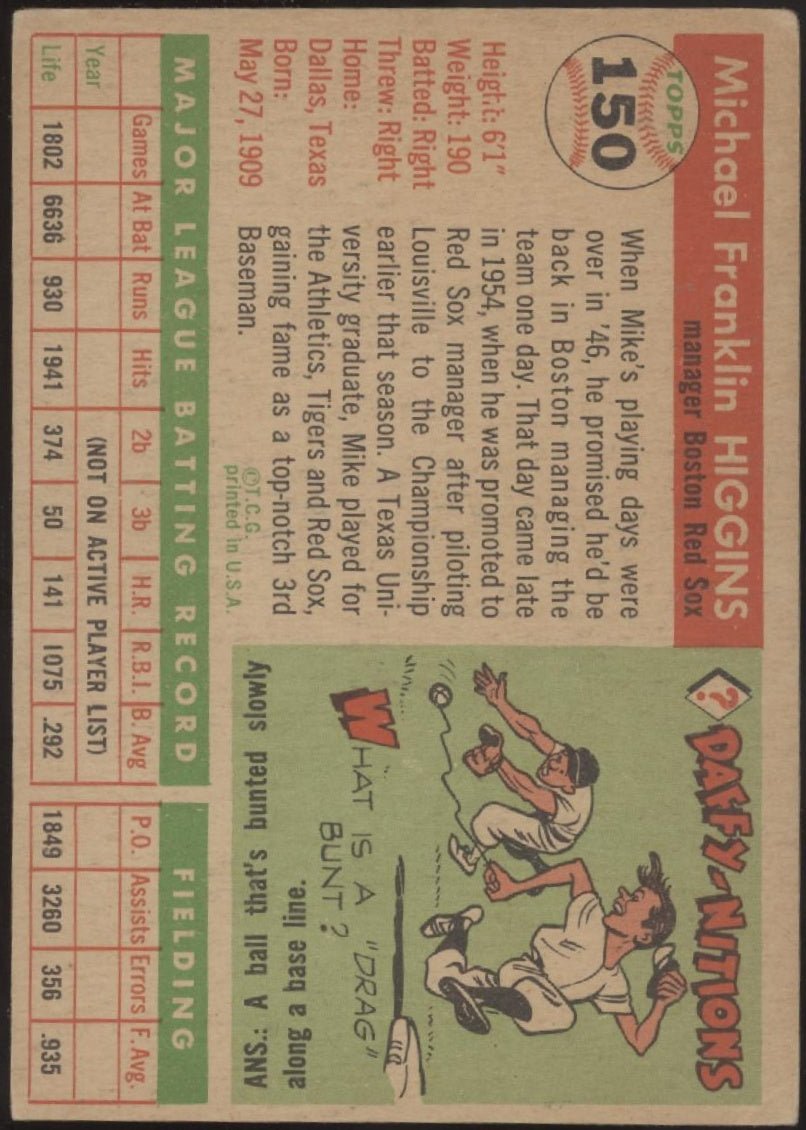 Michael Franklin HIGGINS
manager Boston Red Sox
TOPPS
150
Height: 6'1"
Weight: 190
Batted: Right
Threw: Right
Home:
Dallas, Texas
Born:
May 27, 1909
When Mike's playing days were
over in '46, he promised he'd be
back in Boston managing the
team one day. That day came late
in 1954, when he was promoted to
Red Sox manager after piloting
Louisville to the Championship
earlier that season. A Texas Uni-
versity graduate, Mike played for
the Athletics, Tigers and Red Sox,
gaining fame as a top-notch 3rd
Baseman.
©T.C.G.
printed in U.S.A.
?
DAFFY-NITIONS
WHAT IS A "DRAG"
BUNT?
ANS.: A ball that's bunted slowly
along a base line.
MAJOR LEAGUE BATTING RECORD
FIELDING
Games At Bat Runs Hits 2b 3b H.R. R.B.I. B. Avg P.O. Assists Errors F. Avg.
Year (NOT ON ACTIVE PLAYER LIST)
Life 1802 6636 930 1941 374 50 141 1075 .292 1849 3260 356 .935